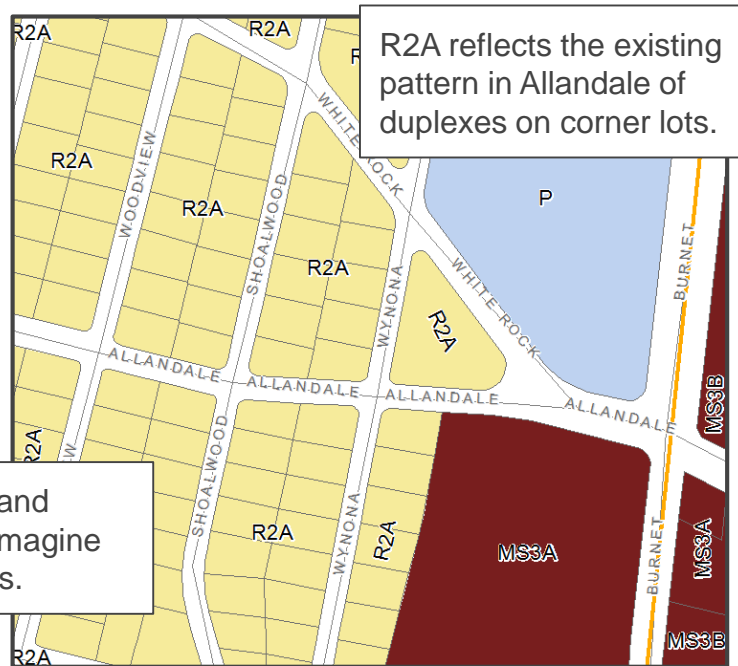 R2A
R2A
R2A reflects the existing
pattern in Allandale of
duplexes on corner lots.
WHITE ROCK
R2A
WOODVIEW
R2A
SHOALWOOD
P
BURNET
R2A
WYNONA
WHITE ROCK
R2A
ALLANDALE
ALLANDALE
ALLANDALE
ALLANDALE
MS3B
R2A
SHOALWOOD
R2A
WYNONA
R2A
MS3A
BURNET
MS3A
and
magine
s.
R2A
MS3B